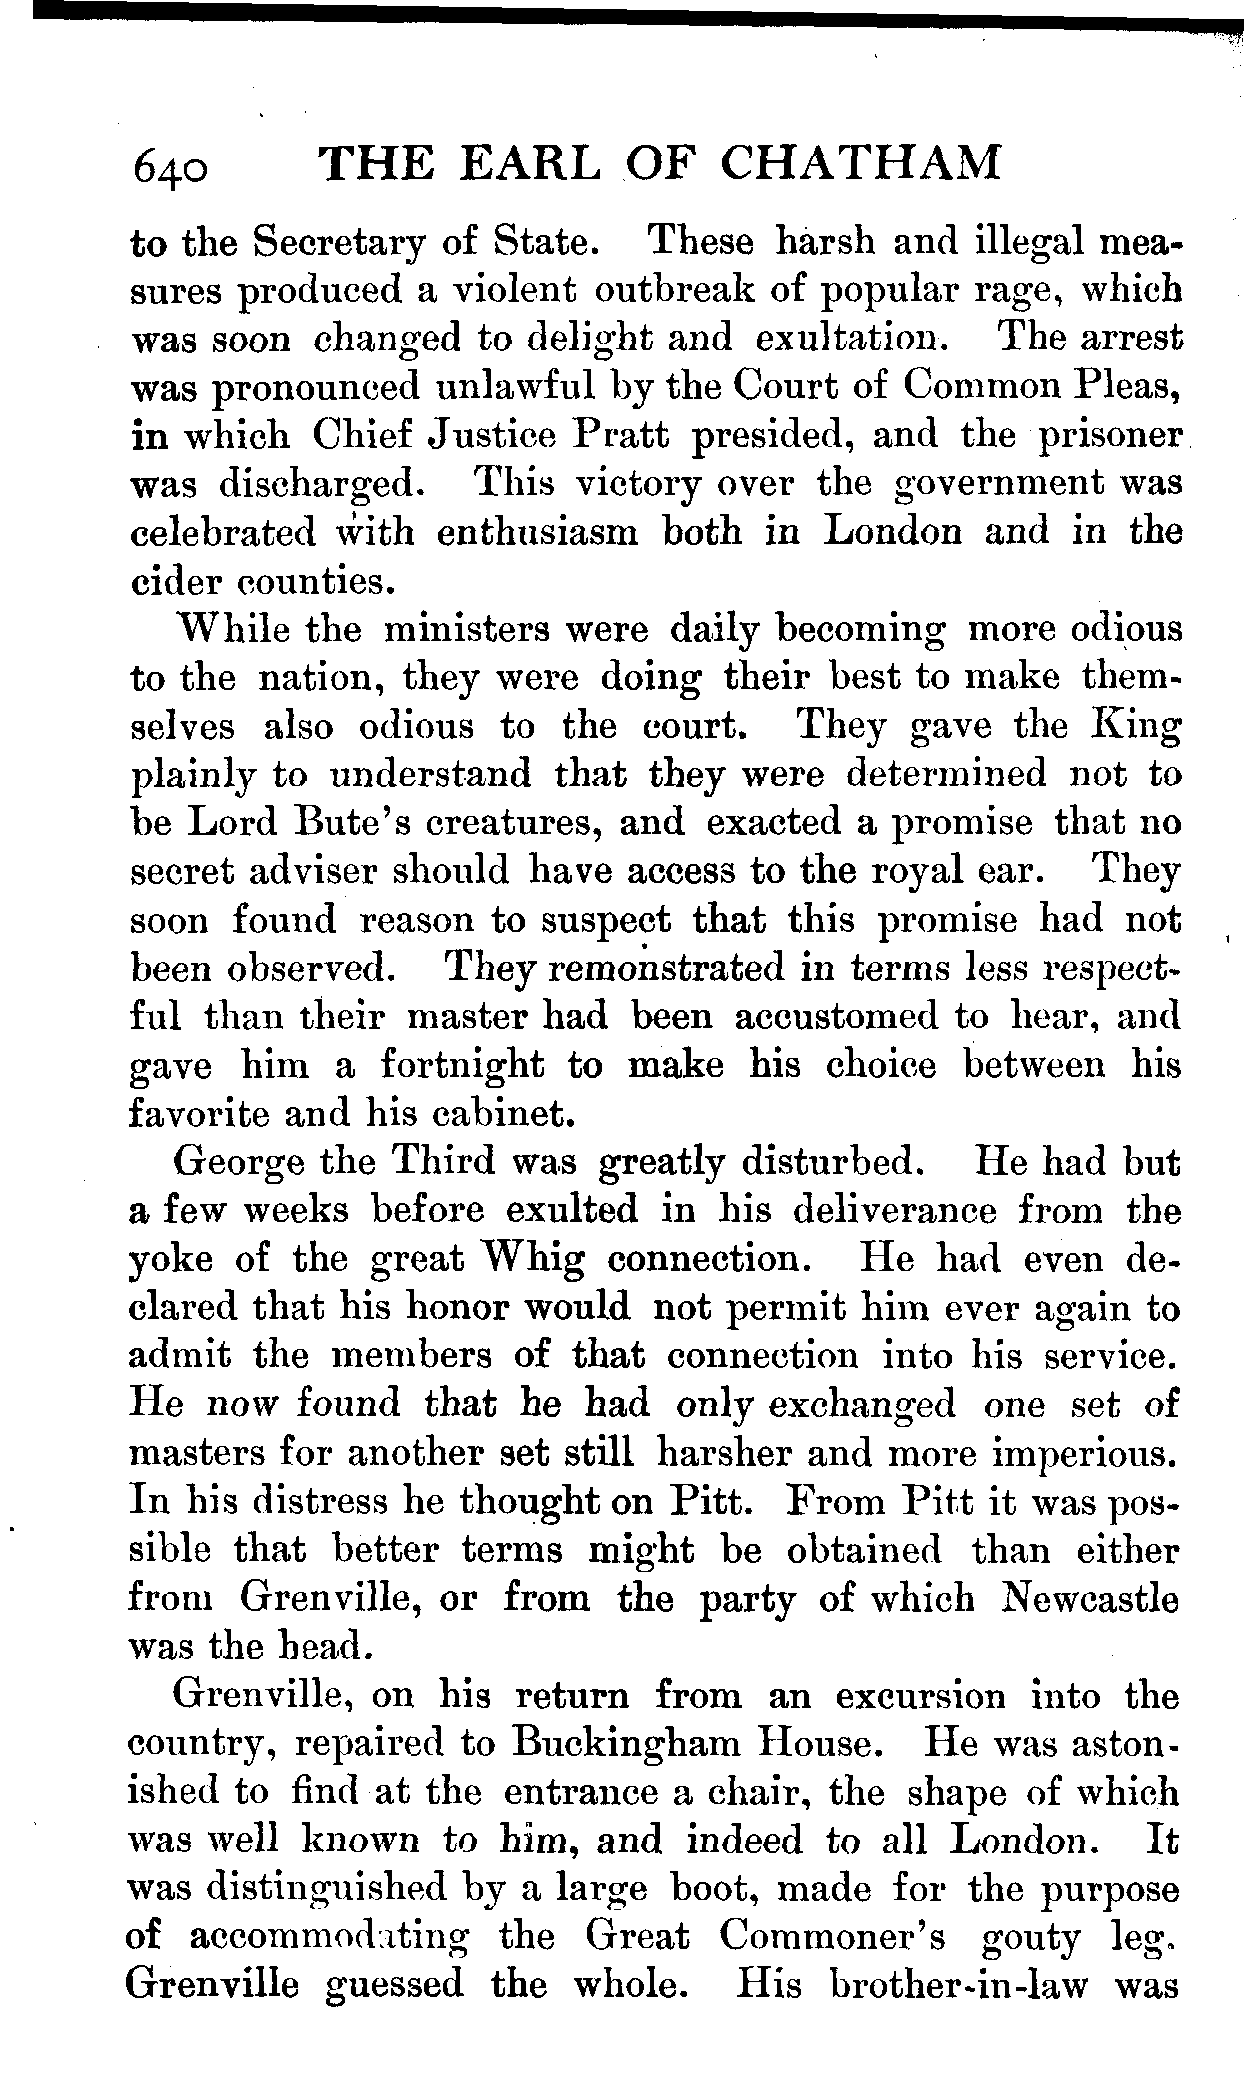 640 THE EARL OF CHATHAM
to the Secretary of State. These harsh and illegal mea-
sures produced a violent outbreak of popular rage, which
was soon changed to delight and exultation. The arrest
was pronounced unlawful by the Court of Common Pleas,
in which Chief Justice Pratt presided, and the prisoner
was discharged. This victory over the government was
celebrated with enthusiasm both in London and in the
cider counties.
While the ministers were daily becoming more odious
to the nation, they were doing their best to make them-
selves also odious to the court. They gave the King
plainly to understand that they were determined not to
be Lord Bute's creatures, and exacted a promise that no
secret adviser should have access to the royal ear. They
soon found reason to suspect that this promise had not
been observed. They remonstrated in terms less respect-
ful than their master had been accustomed to hear, and
gave him a fortnight to make his choice between his
favorite and his cabinet.
George the Third was greatly disturbed. He had but
a few weeks before exulted in his deliverance from the
yoke of the great Whig connection. He had even de-
clared that his honor would not permit him ever again to
admit the members of that connection into his service.
He now found that he had only exchanged one set of
masters for another set still harsher and more imperious.
In his distress he thought on Pitt. From Pitt it was pos-
sible that better terms might be obtained than either
from Grenville, or from the party of which Newcastle
was the head.
Grenville, on his return from an excursion into the
country, repaired to Buckingham House. He was aston-
ished to find at the entrance a chair, the shape of which
was well known to him, and indeed to all London. It
was distinguished by a large boot, made for the purpose
of accommodating the Great Commoner's gouty leg.
Grenville guessed the whole. His brother-in-law was